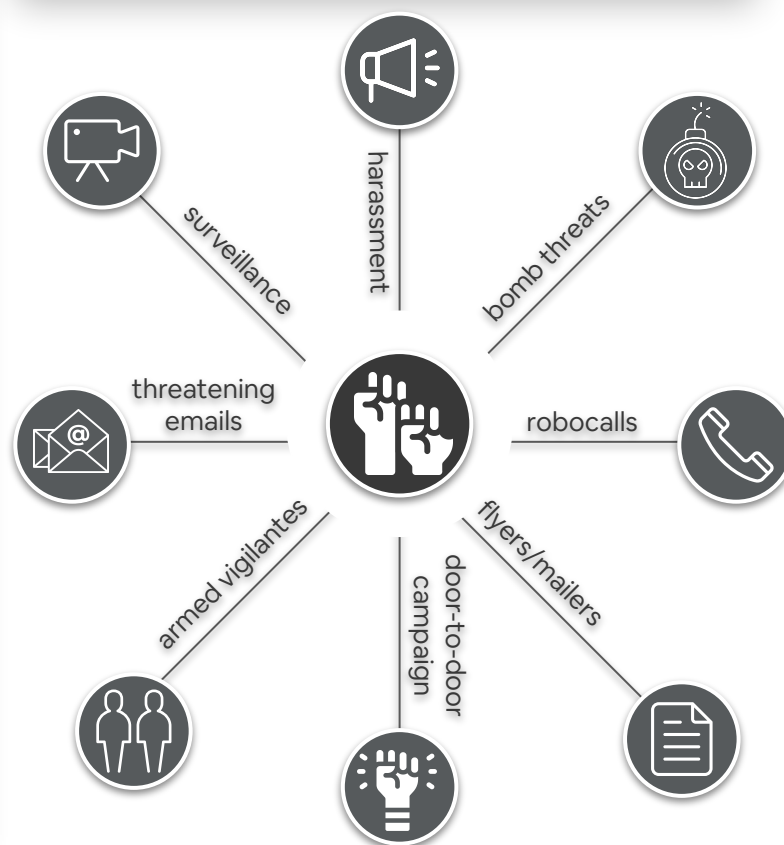 harassment
surveillance
bomb threats
threatening
emails
@
robocalls
armed vigilantes
door-to-door
campaign
flyers/mailers